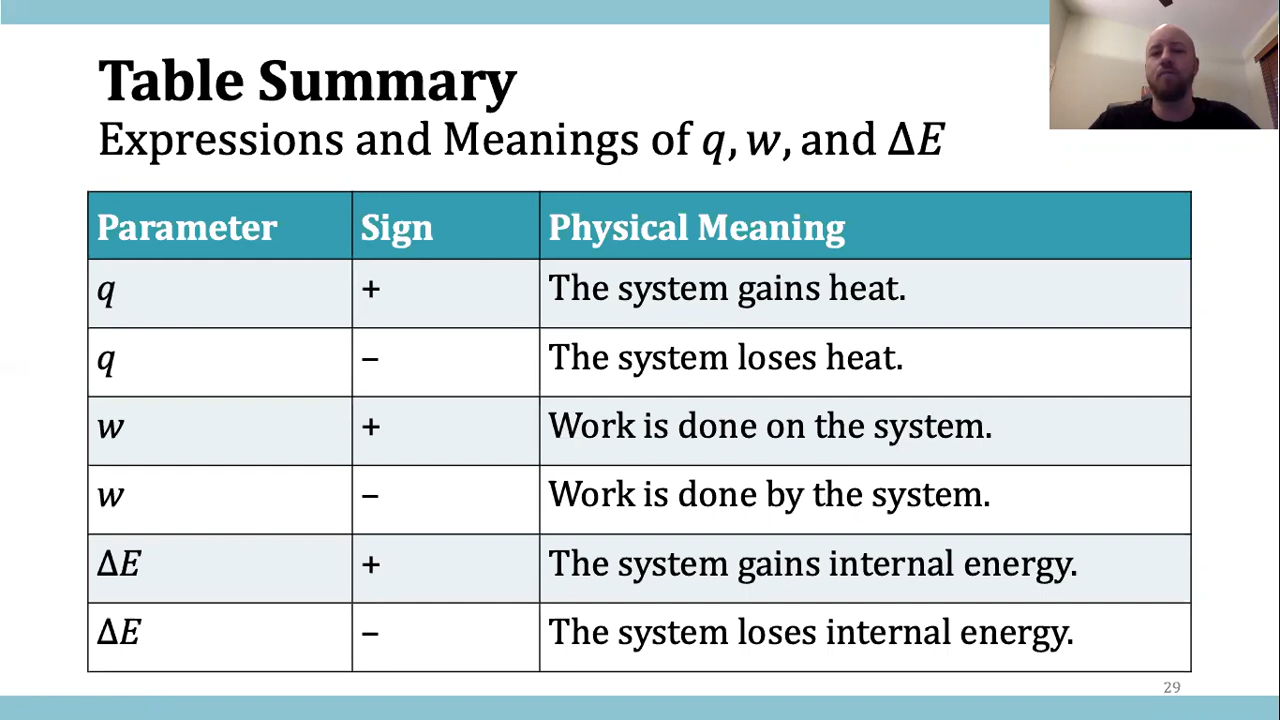 Table Summary
Expressions and Meanings of q, w, and ΔE
Parameter Sign Physical Meaning
q + The system gains heat.
q – The system loses heat.
w + Work is done on the system.
w – Work is done by the system.
ΔE + The system gains internal energy.
ΔE – The system loses internal energy.
29